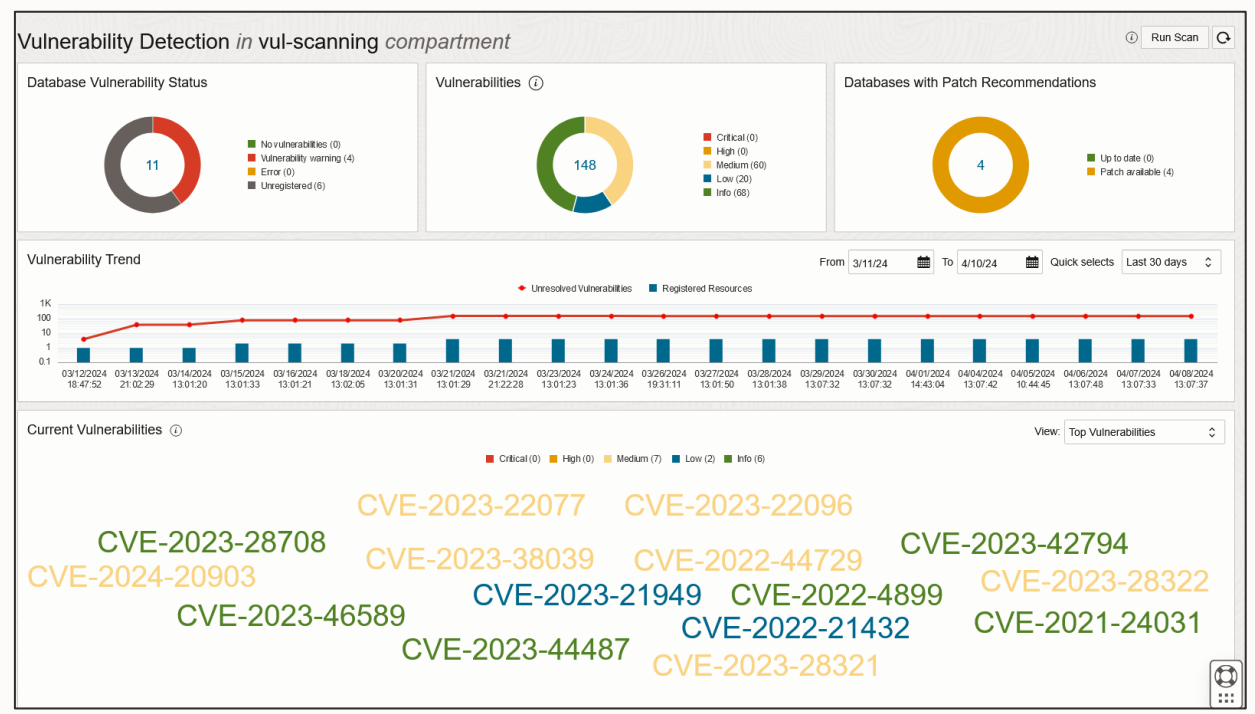 Vulnerability Detection in vul-scanning compartment
Run Scan
Database Vulnerability Status
11
No vulnerabilities (0)
Vulnerability warning (4)
Error (0)
Unregistered (6)
Vulnerabilities
148
Critical (0)
High (0)
Medium (60)
Low (20)
Info (68)
Databases with Patch Recommendations
4
Up to date (0)
Patch available (4)
Vulnerability Trend
From 3/11/24 To 4/10/24 Quick selects Last 30 days
Unresolved Vulnerabilities Registered Resources
1K
100
10
1
0.1
03/12/2024 03/13/2024 03/14/2024 03/15/2024 03/16/2024 03/18/2024 03/20/2024 03/21/2024 03/21/2024 03/23/2024 03/24/2024 03/26/2024 03/27/2024 03/28/2024 03/29/2024 03/30/2024 04/01/2024 04/04/2024 04/05/2024 04/06/2024 04/07/2024 04/08/2024
18:47:52 21:02:29 13:01:20 13:01:33 13:01:21 13:02:05 13:01:31 13:01:29 21:22:28 13:01:23 13:01:36 19:31:11 13:01:50 13:01:38 13:07:32 13:07:32 14:43:04 13:07:42 10:44:45 13:07:48 13:07:33 13:07:37
Current Vulnerabilities
View: Top Vulnerabilities
Critical (0) High (0) Medium (7) Low (2) Info (6)
CVE-2023-22077 CVE-2023-22096
CVE-2023-28708 CVE-2023-42794
CVE-2023-38039 CVE-2022-44729
CVE-2024-20903 CVE-2023-28322
CVE-2023-21949 CVE-2022-4899
CVE-2023-46589 CVE-2022-21432 CVE-2021-24031
CVE-2023-44487 CVE-2023-28321